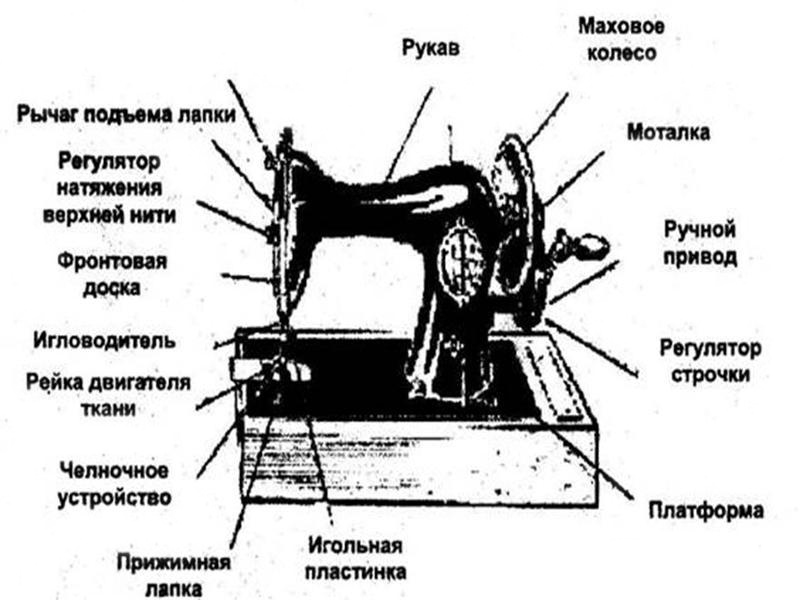 Рукав
Маховое
колесо
Рычаг подъема лапки
Моталка
Регулятор
натяжения
верхней нити
Ручной
привод
Фронтовая
доска
Игловодитель
Регулятор
строчки
Рейка двигателя
ткани
Челночное
устройство
Платформа
Игольная
пластинка
Прижимная
лапка